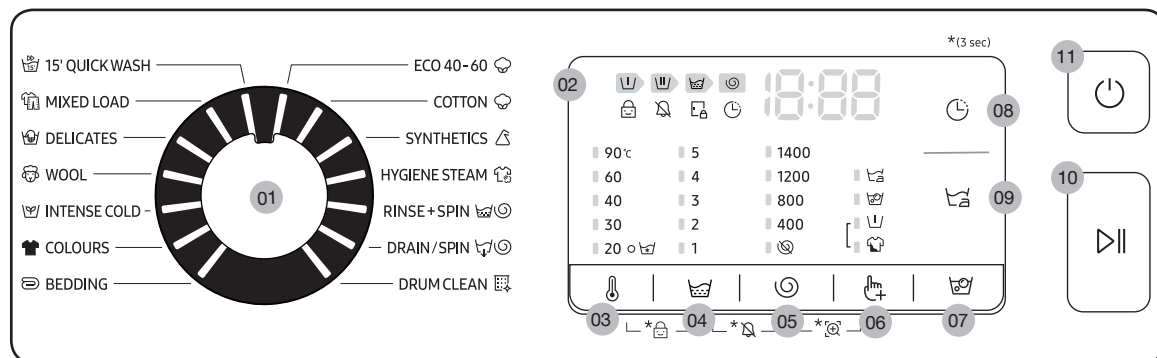 *(3 sec)
11
15' QUICK WASH
ECO 40-60
02
18:88
MIXED LOAD
COTTON
08
DELICATES
SYNTHETICS
90℃ 5 1400
WOOL
HYGIENE STEAM
60 4 1200
10
01
40 3 800
09
INTENSE COLD
RINSE+SPIN
30 2 400
COLOURS
DRAIN/SPIN
20 1
BEDDING
DRUM CLEAN
03
04
05
06
07
*
*
*